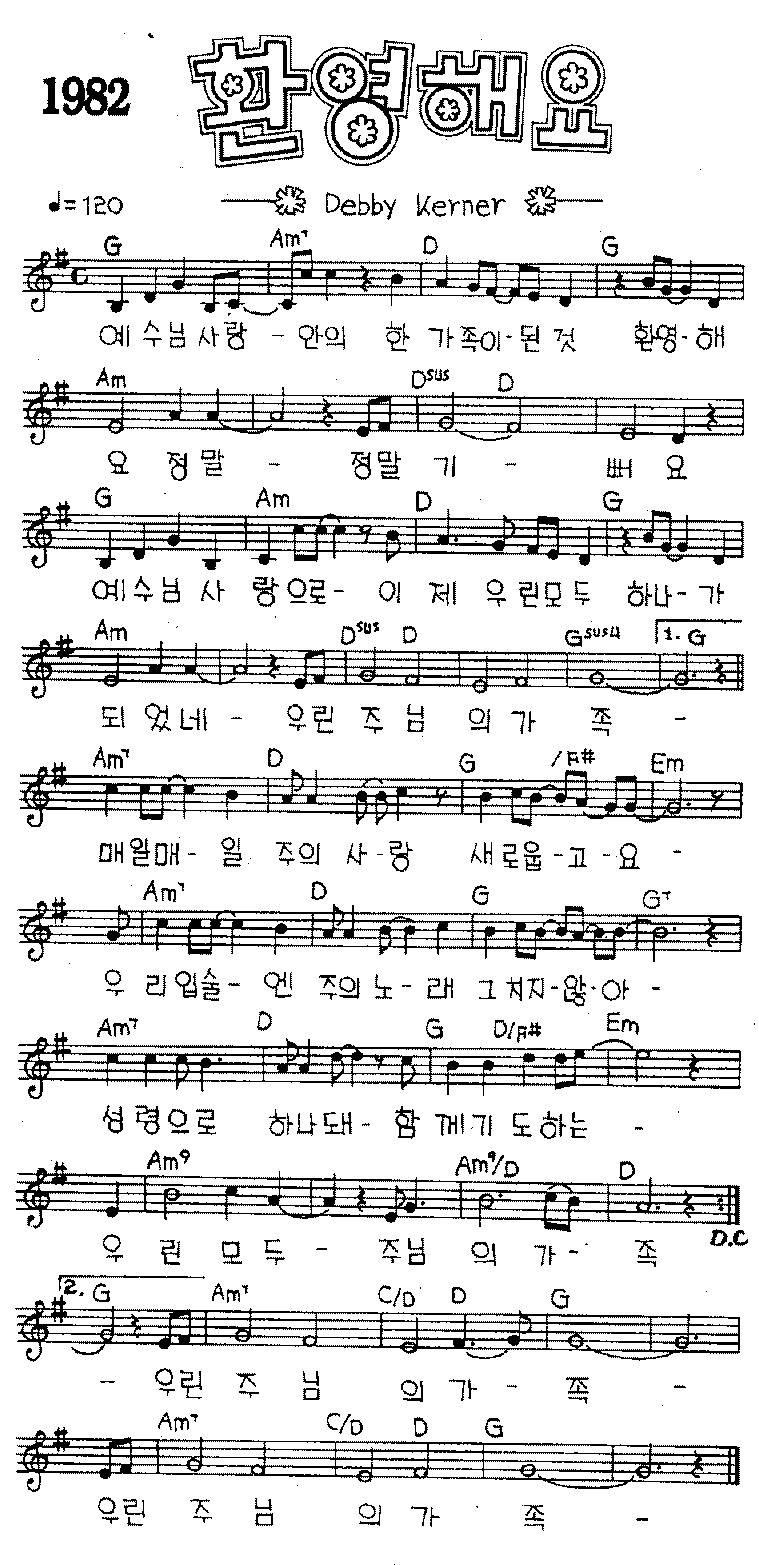 1982 환영해요
♩=120 Debby Kerner
G Am7 D G
예 수 님 사 랑 - 안의 한 가 족이-된 것 환영-해
Am Dsus D
요 정 말 - 정말 기 - 뻐 요
G Am D G
예 수 님 사 랑 으로- 이 제 우 린모 두 하나-가
Am Dsus D Gsus4 1. G
되 었 네 - 우린 주 님 의 가 족 -
Am7 D G /F# Em
매 일매- 일 주의 사-랑 새 로울-고-요 -
Am7 D G G7
우 리 입술- 엔 주의 노-래 그 치지-않-아 -
Am7 D G D/F# Em
성 령 으 로 하나 돼- 함 께 기 도 하는 -
Am9 Am9/D D
우 린 모 두 - 주님 의 가- 족
D.C
2. G Am7 C/D D G
- 우린 주 님 의 가 - 족 -
Am7 C/D D G
우린 주 님 의 가 족 -